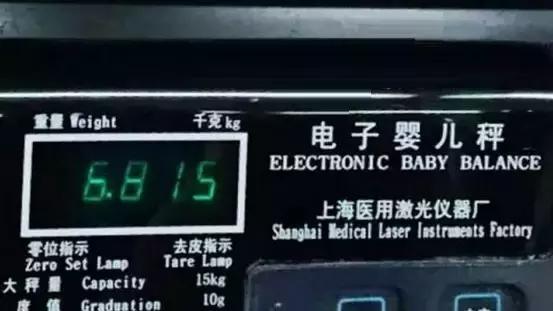 重量 Weight 千克 kg
6.815
电子婴儿秤
ELECTRONIC BABY BALANCE
上海医用激光仪器厂
Shanghai Medical Laser Instruments Factory
零位指示 去皮指示
Zero Set Lamp Tare Lamp
大秤量 Capacity 15kg
度值 Graduation 10g